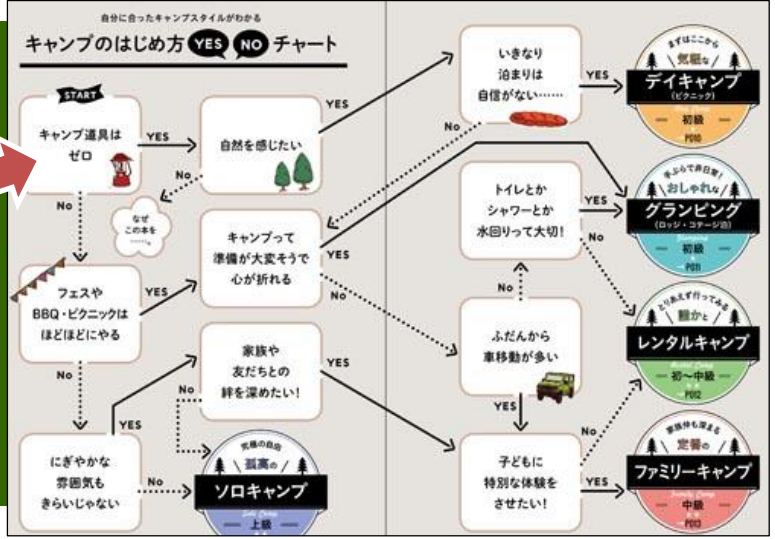 自分に合ったキャンプスタイルがわかる
キャンプのはじめ方 YES NO チャート
START
キャンプ道具は
ゼロ
YES
No
自然を感じたい
YES
No
なぜ
この本を
……。
フェスや
BBQ・ピクニックは
ほどほどにやる
YES
No
キャンプって
準備が大変そうで
心が折れる
YES
No
家族や
友だちとの
絆を深めたい!
YES
No
にぎやかな
雰囲気も
きらいじゃない
YES
No
究極の自由
孤高の
ソロキャンプ
Solo Camp
上級
いきなり
泊まりは
自信がない……
YES
No
トイレとか
シャワーとか
水回りって大切!
YES
No
ふだんから
車移動が多い
No
YES
子どもに
特別な体験を
させたい!
No
YES
まずはここから
気軽な
デイキャンプ
(ピクニック)
Day Camp
初級
P010
手ぶらで非日常!
おしゃれな
グランピング
(ロッジ・コテージ泊)
Glamping
初級
P011
とりあえず行ってみる
レンタルキャンプ
Rental Camp
初〜中級
P012
家族仲も深まる
定番の
ファミリーキャンプ
Family Camp
中級
P013